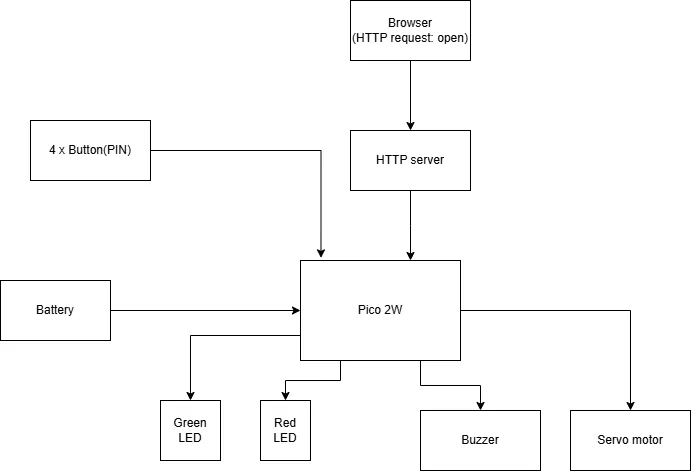 Browser
(HTTP request: open)
4 x Button(PIN)
HTTP server
Battery
Pico 2W
Green
LED
Red
LED
Buzzer
Servo motor